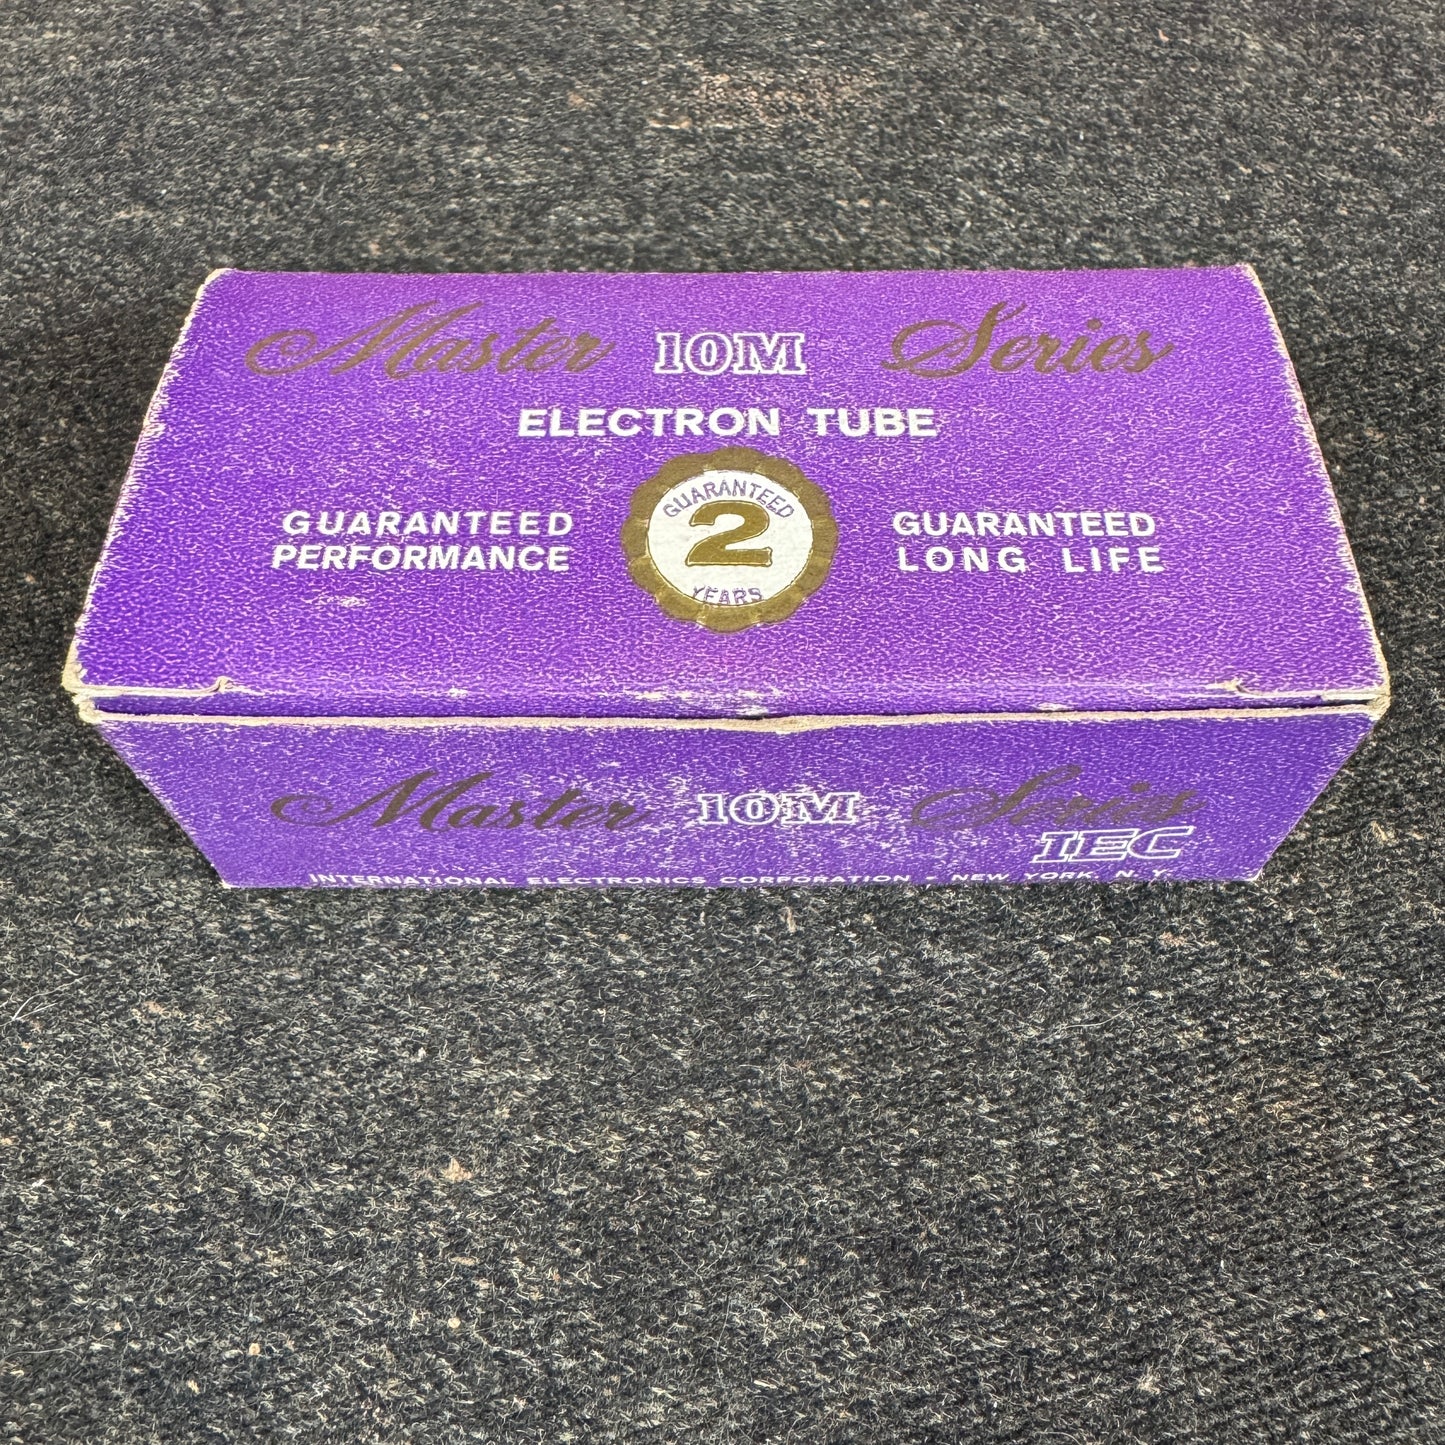 Master 10M Series
ELECTRON TUBE
GUARANTEED
PERFORMANCE
GUARANTEED
2
YEARS
GUARANTEED
LONG LIFE
Master 10M Series
IEC
INTERNATIONAL ELECTRONICS CORPORATION - NEW YORK, N.Y.